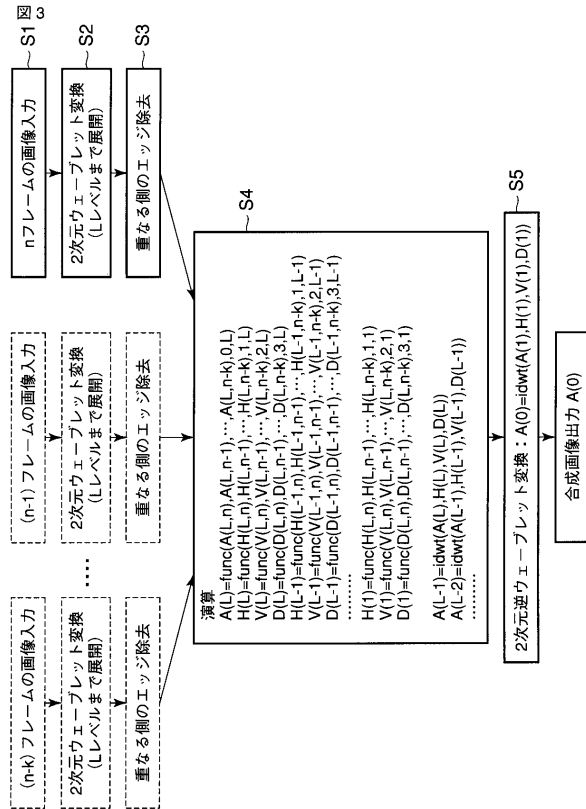 図3
S1
nフレームの画像入力
S2
2次元ウェーブレット変換
(Lレベルまで展開)
S3
重なる側のエッジ除去
(n-1) フレームの画像入力
2次元ウェーブレット変換
(Lレベルまで展開)
重なる側のエッジ除去
....
(n-k) フレームの画像入力
2次元ウェーブレット変換
(Lレベルまで展開)
重なる側のエッジ除去
S4
演算
A(L)=func(A(L,n),A(L,n-1),…,A(L,n-k),0,L)
H(L)=func(H(L,n),H(L,n-1),…,H(L,n-k),1,L)
V(L)=func(V(L,n),V(L,n-1),…,V(L,n-k),2,L)
D(L)=func(D(L,n),D(L,n-1),…,D(L,n-k),3,L)
H(L-1)=func(H(L-1,n),H(L-1,n-1),…,H(L-1,n-k),1,L-1)
V(L-1)=func(V(L-1,n),V(L-1,n-1),…,V(L-1,n-k),2,L-1)
D(L-1)=func(D(L-1,n),D(L-1,n-1),…,D(L-1,n-k),3,L-1)
………
H(1)=func(H(L,n),H(L,n-1),…,H(L,n-k),1,1)
V(1)=func(V(L,n),V(L,n-1),…,V(L,n-k),2,1)
D(1)=func(D(L,n),D(L,n-1),…,D(L,n-k),3,1)
A(L-1)=idwt(A(L),H(L),V(L),D(L))
A(L-2)=idwt(A(L-1),H(L-1),V(L-1),D(L-1))
………
S5
2次元逆ウェーブレット変換：A(0)=idwt(A(1),H(1),V(1),D(1))
合成画像出力 A(0)